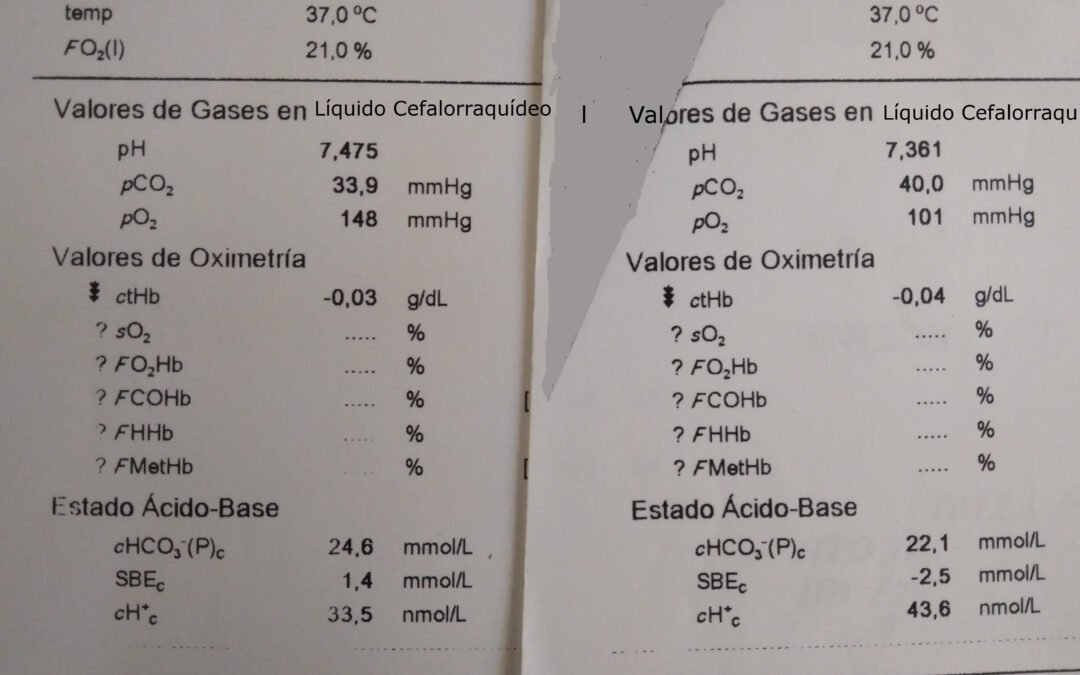 temp 37,0 ºC
FO₂(I) 21,0 %
Valores de Gases en Líquido Cefalorraquídeo
pH 7,475
pCO₂ 33,9 mmHg
pO₂ 148 mmHg
Valores de Oximetría
ctHb -0,03 g/dL
? sO₂ ..... %
? FO₂Hb ..... %
? FCOHb ..... %
? FHHb ..... %
? FMetHb ..... %
Estado Ácido-Base
cHCO₃⁻(P)c 24,6 mmol/L
SBEc 1,4 mmol/L
cH⁺c 33,5 nmol/L
37,0 ºC
21,0 %
Valores de Gases en Líquido Cefalorraqu
pH 7,361
pCO₂ 40,0 mmHg
pO₂ 101 mmHg
Valores de Oximetría
ctHb -0,04 g/dL
? sO₂ ..... %
? FO₂Hb ..... %
? FCOHb ..... %
? FHHb ..... %
? FMetHb ..... %
Estado Ácido-Base
cHCO₃⁻(P)c 22,1 mmol/L
SBEc -2,5 mmol/L
cH⁺c 43,6 nmol/L